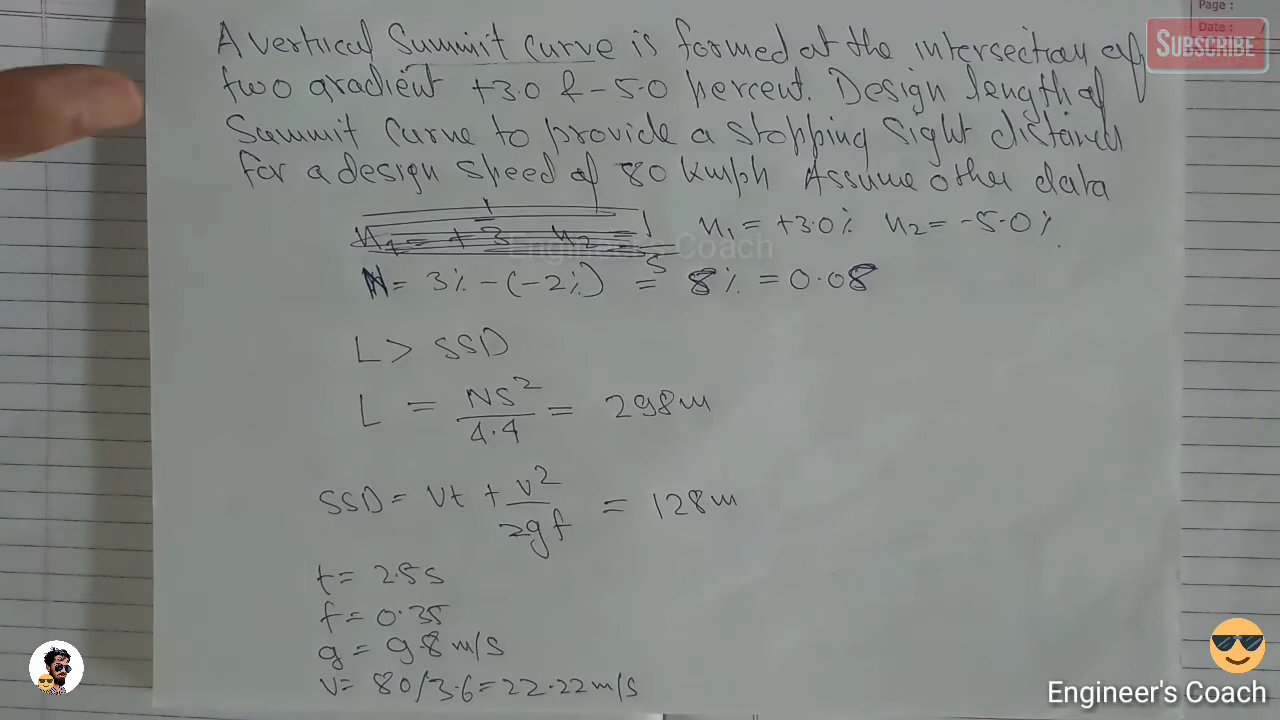 Page :
Date : /
SUBSCRIBE
A vertical Summit Curve is formed at the intersection of
two gradient +3.0 & -5.0 percent. Design length of
Summit Curve to provide a stopping Sight distance
for a design speed of 80 Kmph Assume other data
n₁ = +3.0% n₂ = -5.0%
Engineer's Coach
N = 3% - (-2%) = 8% = 0.08
L > SSD
L = NS²/4.4 = 298m
SSD = Vt + v²/2gf = 128m
t = 2.5s
f = 0.35
g = 9.8 m/s
V = 80/3.6 = 22.22 m/s
Engineer's Coach